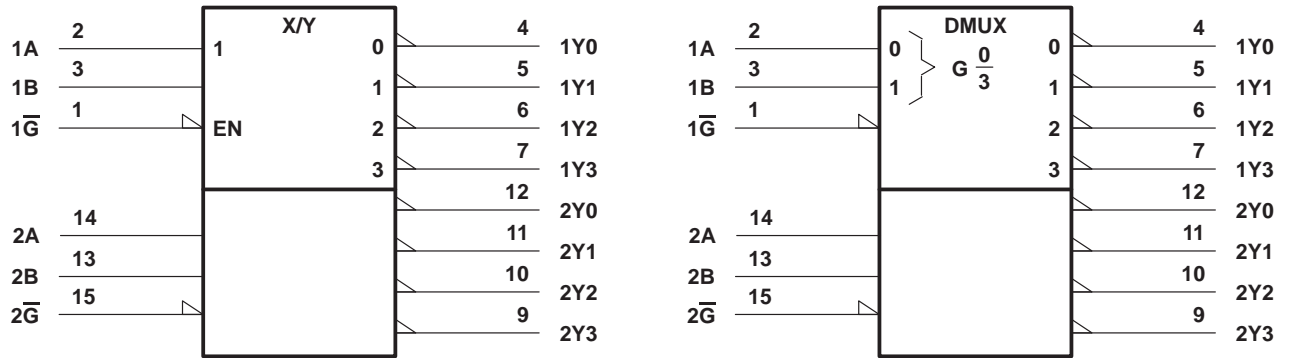 X/Y
1A 2 1 0 4 1Y0
1B 3 1 5 1Y1
1G̅ 1 EN 2 6 1Y2
3 7 1Y3
12 2Y0
2A 14 11 2Y1
2B 13 10 2Y2
2G̅ 15 9 2Y3
DMUX
1A 2 0 G 0/3 0 4 1Y0
1B 3 1 1 5 1Y1
1G̅ 1 2 6 1Y2
3 7 1Y3
12 2Y0
2A 14 11 2Y1
2B 13 10 2Y2
2G̅ 15 9 2Y3